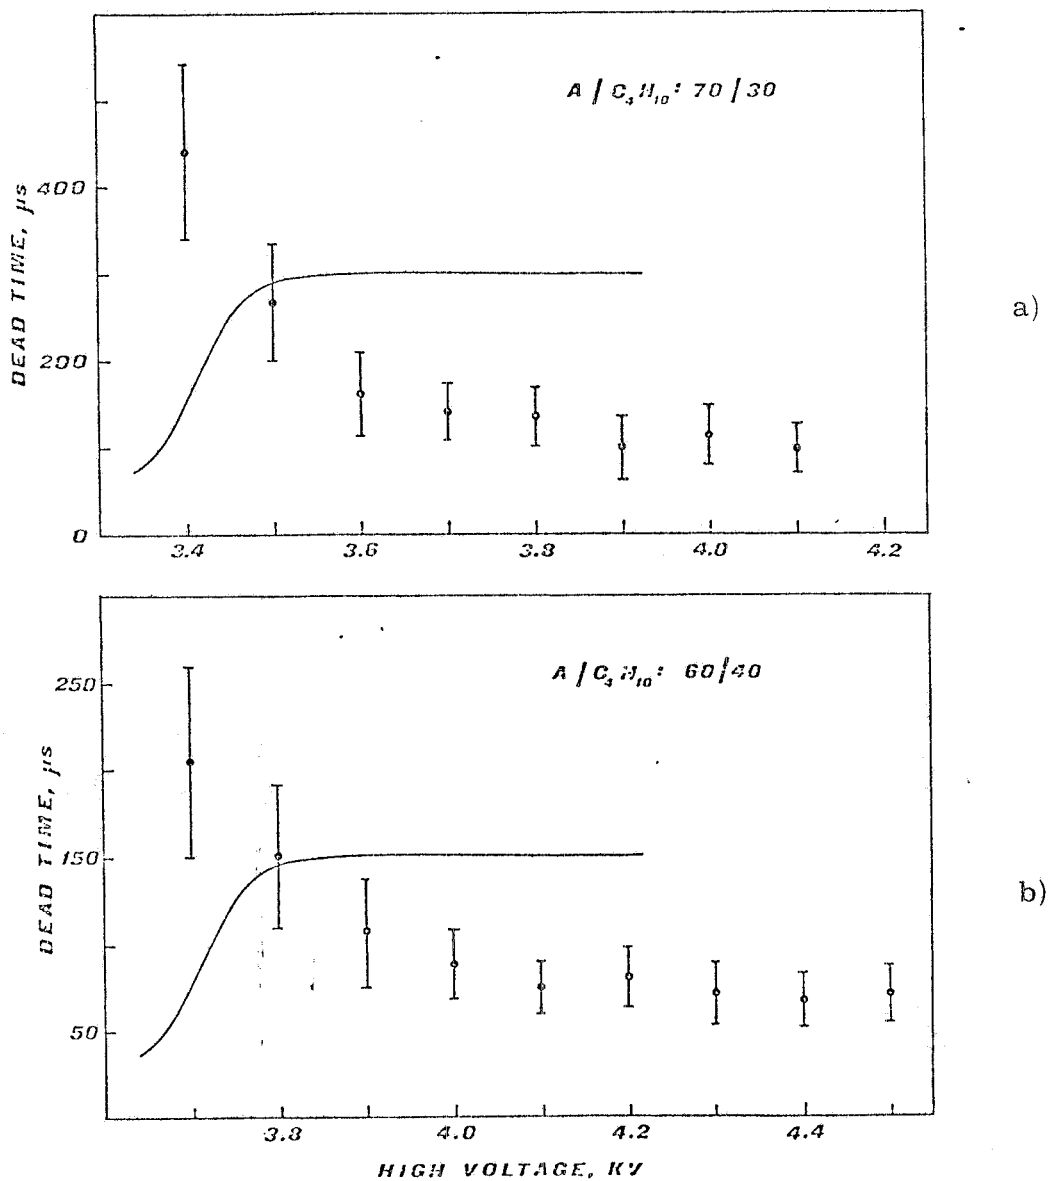 A / C₄H₁₀: 70/30
DEAD TIME, µs
400
200
0
3.4 3.6 3.8 4.0 4.2
a)
A / C₄H₁₀: 60/40
DEAD TIME, µs
250
150
50
3.8 4.0 4.2 4.4
HIGH VOLTAGE, KV
b)